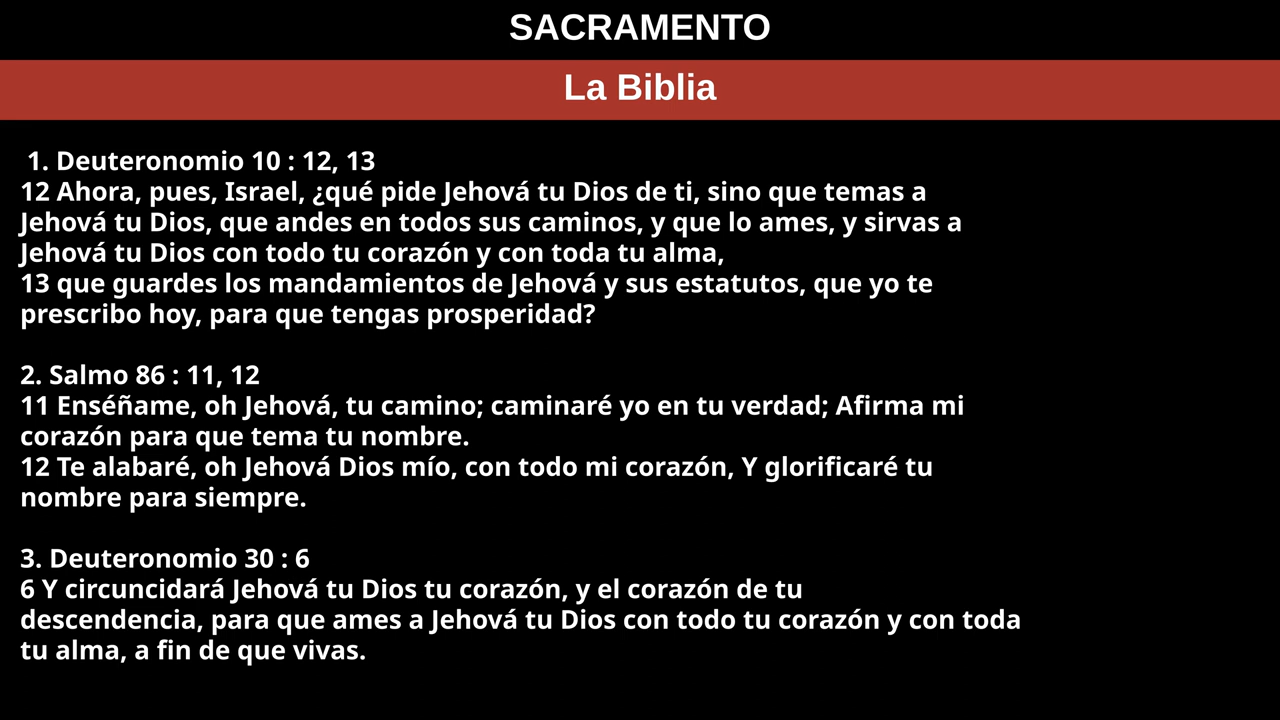 SACRAMENTO
La Biblia
1. Deuteronomio 10 : 12, 13
12 Ahora, pues, Israel, ¿qué pide Jehová tu Dios de ti, sino que temas a
Jehová tu Dios, que andes en todos sus caminos, y que lo ames, y sirvas a
Jehová tu Dios con todo tu corazón y con toda tu alma,
13 que guardes los mandamientos de Jehová y sus estatutos, que yo te
prescribo hoy, para que tengas prosperidad?
2. Salmo 86 : 11, 12
11 Enséñame, oh Jehová, tu camino; caminaré yo en tu verdad; Afirma mi
corazón para que tema tu nombre.
12 Te alabaré, oh Jehová Dios mío, con todo mi corazón, Y glorificaré tu
nombre para siempre.
3. Deuteronomio 30 : 6
6 Y circuncidará Jehová tu Dios tu corazón, y el corazón de tu
descendencia, para que ames a Jehová tu Dios con todo tu corazón y con toda
tu alma, a fin de que vivas.